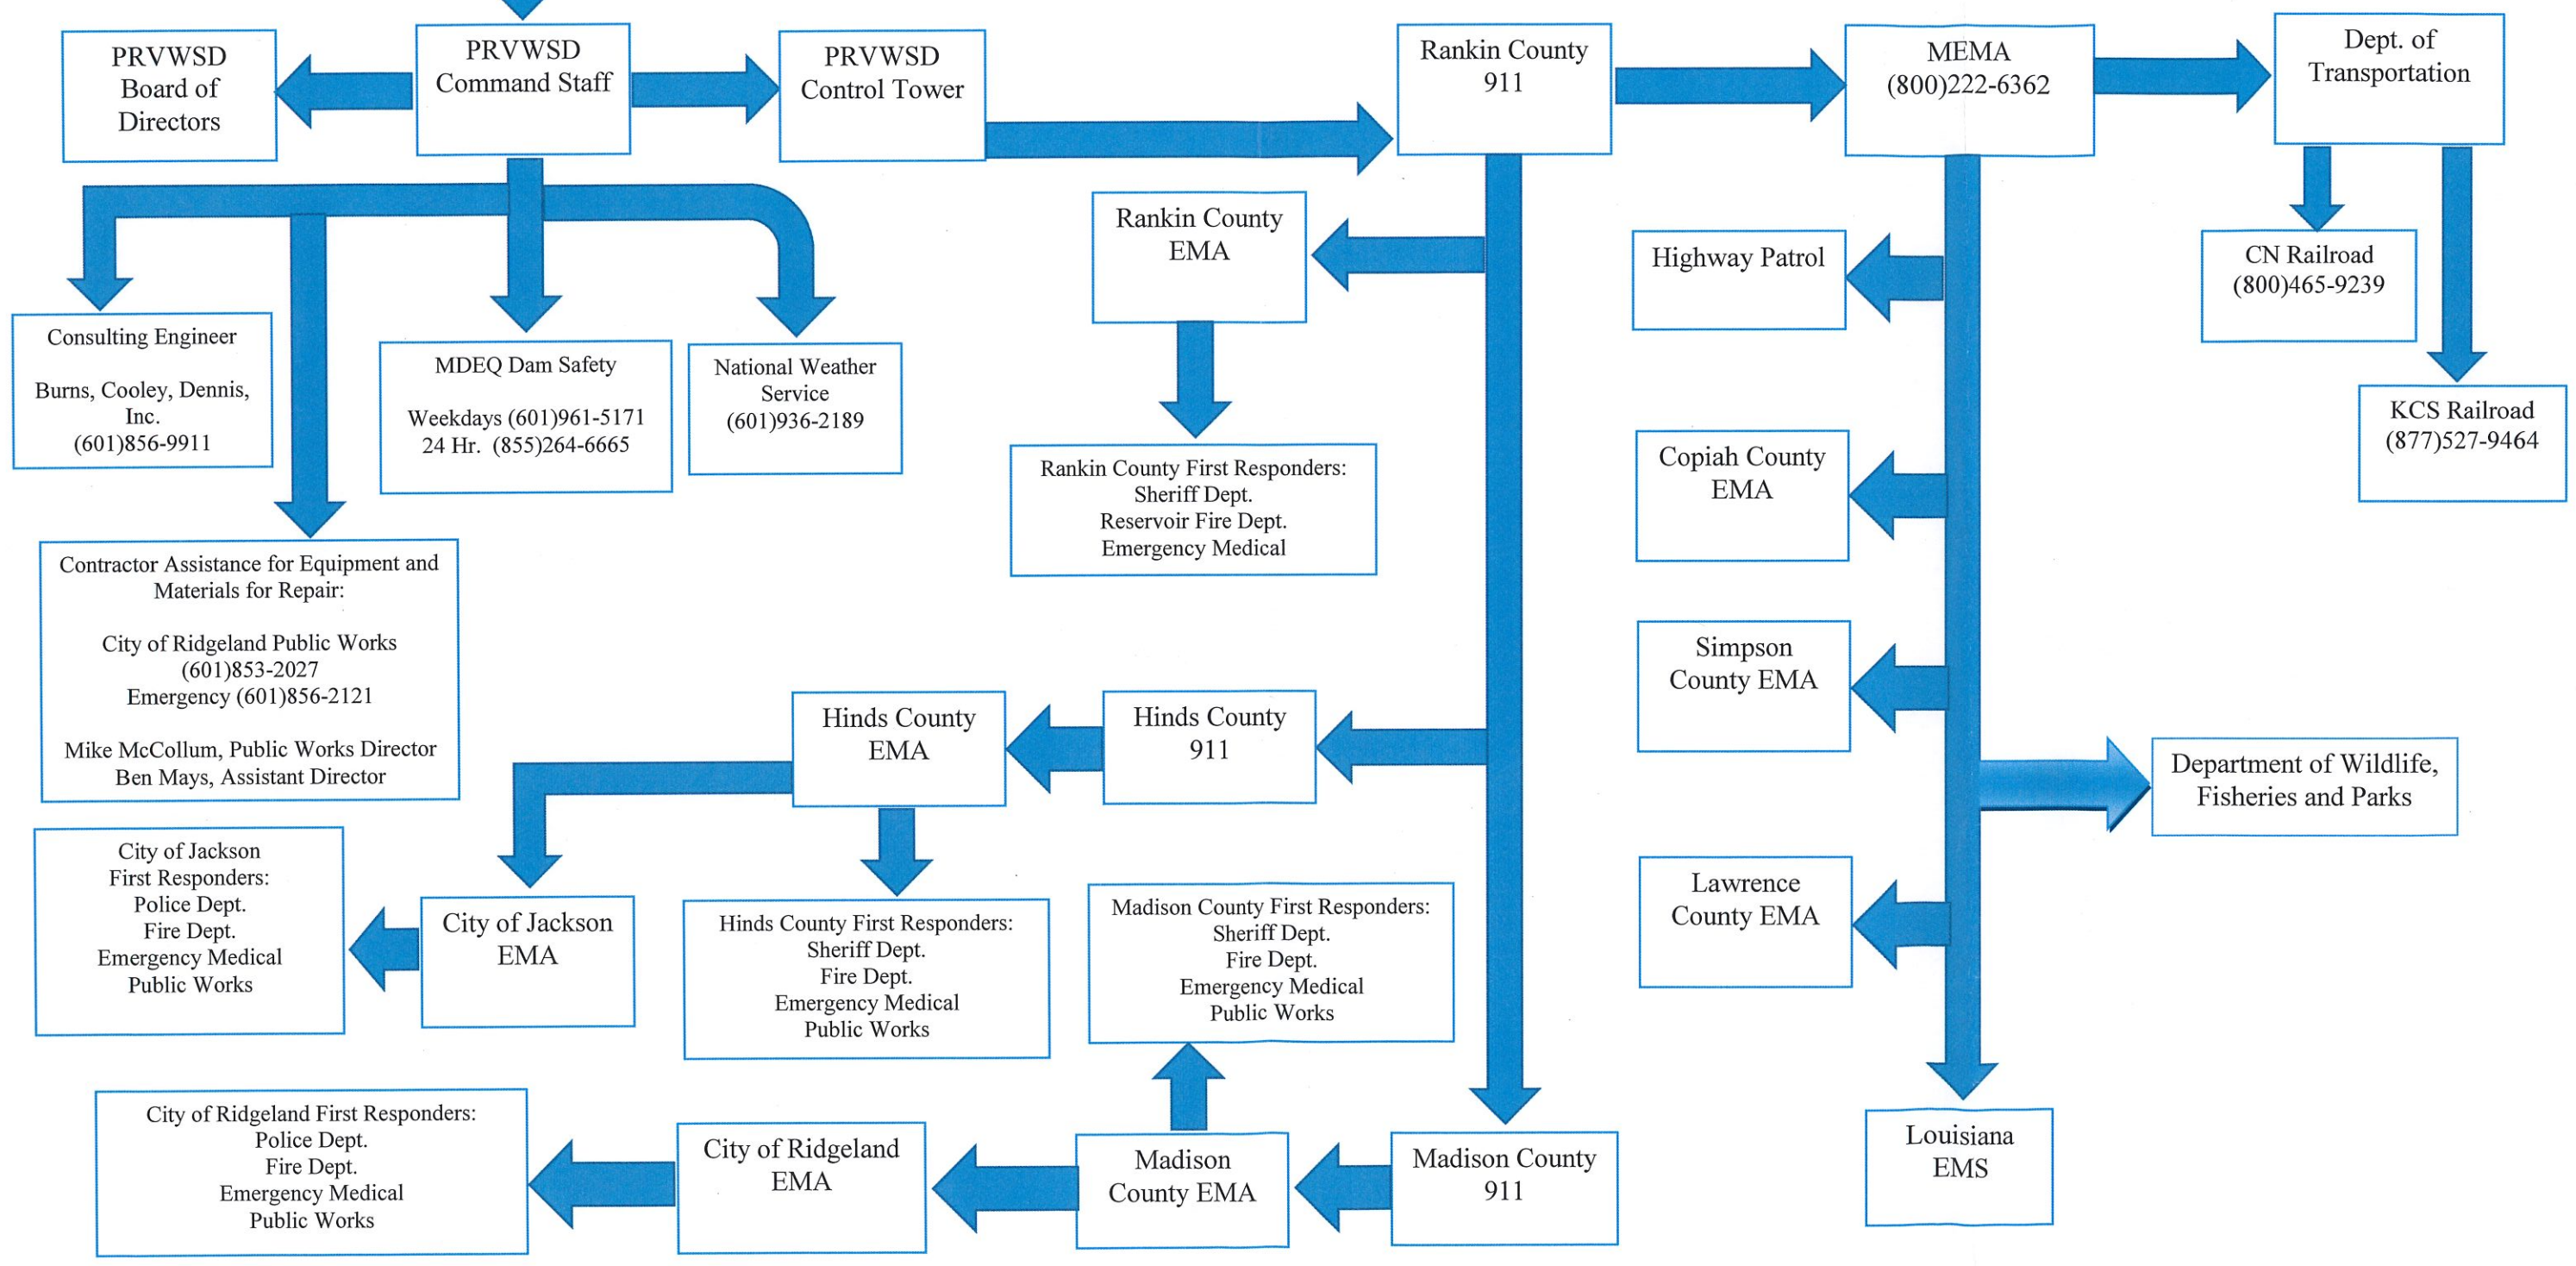 PRVWSD
Board of
Directors
PRVWSD
Command Staff
PRVWSD
Control Tower
Rankin County
911
MEMA
(800)222-6362
Dept. of
Transportation
Rankin County
EMA
Highway Patrol
CN Railroad
(800)465-9239
Consulting Engineer
Burns, Cooley, Dennis,
Inc.
(601)856-9911
MDEQ Dam Safety
Weekdays (601)961-5171
24 Hr. (855)264-6665
National Weather
Service
(601)936-2189
KCS Railroad
(877)527-9464
Rankin County First Responders:
Sheriff Dept.
Reservoir Fire Dept.
Emergency Medical
Copiah County
EMA
Contractor Assistance for Equipment and
Materials for Repair:
City of Ridgeland Public Works
(601)853-2027
Emergency (601)856-2121
Mike McCollum, Public Works Director
Ben Mays, Assistant Director
Simpson
County EMA
Hinds County
EMA
Hinds County
911
Department of Wildlife,
Fisheries and Parks
City of Jackson
First Responders:
Police Dept.
Fire Dept.
Emergency Medical
Public Works
City of Jackson
EMA
Hinds County First Responders:
Sheriff Dept.
Fire Dept.
Emergency Medical
Public Works
Madison County First Responders:
Sheriff Dept.
Fire Dept.
Emergency Medical
Public Works
Lawrence
County EMA
City of Ridgeland First Responders:
Police Dept.
Fire Dept.
Emergency Medical
Public Works
City of Ridgeland
EMA
Madison
County EMA
Madison County
911
Louisiana
EMS